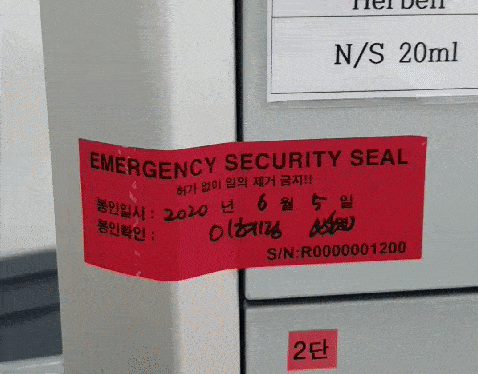 Herben
N/S 20ml
EMERGENCY SECURITY SEAL
허가 없이 임의 제거 금지!!
봉인일시 : 2020 년 6 월 5 일
봉인확인 :
S/N:R0000001200
2단